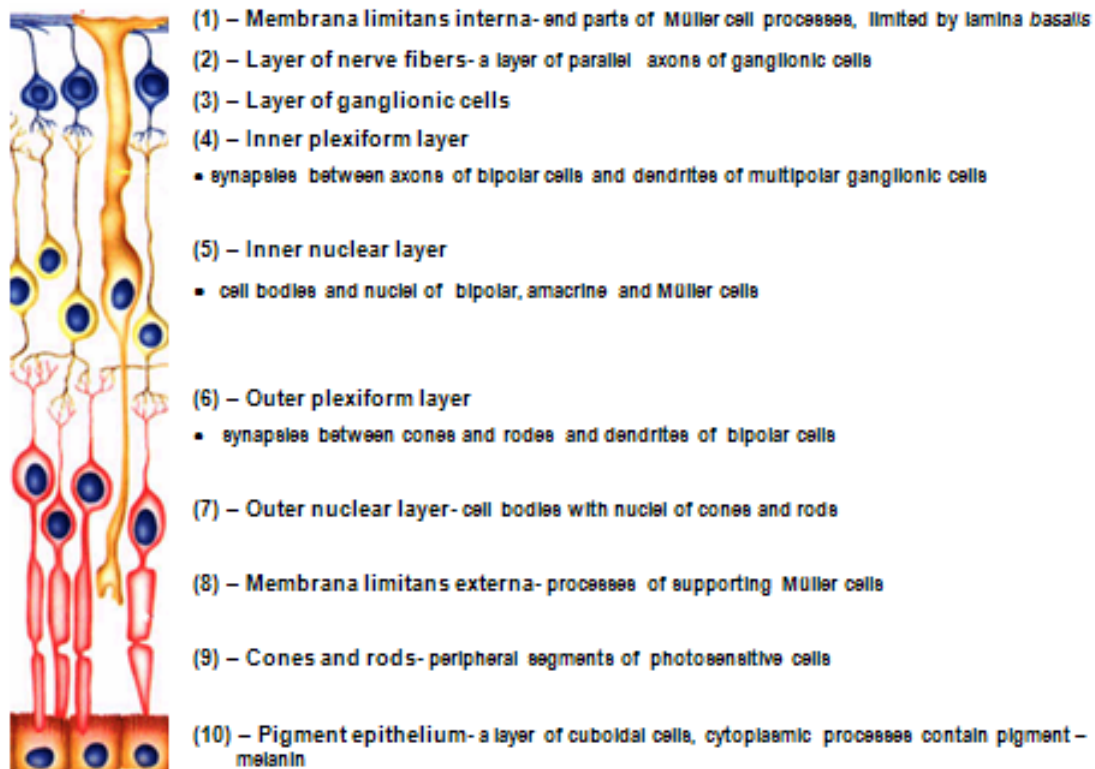 (1) – Membrana limitans interna- end parts of Müller cell processes, limited by lamina basalis
(2) – Layer of nerve fibers- a layer of parallel axons of ganglionic cells
(3) – Layer of ganglionic cells
(4) – Inner plexiform layer
• synapsies between axons of bipolar cells and dendrites of multipolar ganglionic cells
(5) – Inner nuclear layer
• cell bodies and nuclei of bipolar, amacrine and Müller cells
(6) – Outer plexiform layer
• synapsies between cones and rodes and dendrites of bipolar cells
(7) – Outer nuclear layer- cell bodies with nuclei of cones and rods
(8) – Membrana limitans externa- processes of supporting Müller cells
(9) – Cones and rods- peripheral segments of photosensitive cells
(10) – Pigment epithelium- a layer of cuboidal cells, cytoplasmic processes contain pigment –
melanin